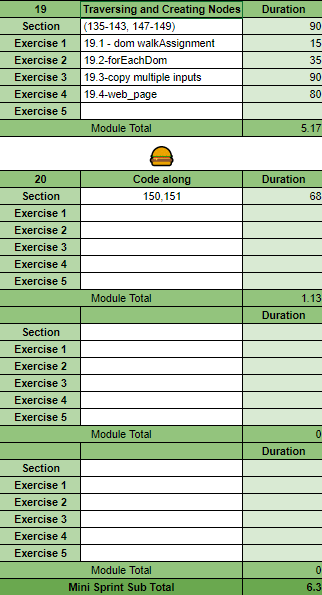 19 Traversing and Creating Nodes Duration
Section (135-143, 147-149) 90
Exercise 1 19.1 - dom walkAssignment 15
Exercise 2 19.2-forEachDom 35
Exercise 3 19.3-copy multiple inputs 90
Exercise 4 19.4-web_page 80
Exercise 5
Module Total 5.17
20 Code along Duration
Section 150,151 68
Exercise 1
Exercise 2
Exercise 3
Exercise 4
Exercise 5
Module Total 1.13
Duration
Section
Exercise 1
Exercise 2
Exercise 3
Exercise 4
Exercise 5
Module Total 0
Duration
Section
Exercise 1
Exercise 2
Exercise 3
Exercise 4
Exercise 5
Module Total 0
Mini Sprint Sub Total 6.3